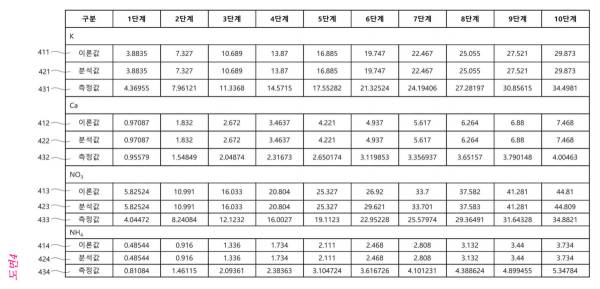 구분 1단계 2단계 3단계 4단계 5단계 6단계 7단계 8단계 9단계 10단계
K
411 이론값 3.8835 7.327 10.689 13.87 16.885 19.747 22.467 25.055 27.521 29.873
421 분석값 3.8835 7.327 10.689 13.87 16.885 19.747 22.467 25.055 27.521 29.873
431 측정값 4.36955 7.96121 11.3368 14.5715 17.55282 21.32524 24.19406 27.28197 30.85615 34.4981
Ca
412 이론값 0.97087 1.832 2.672 3.4637 4.221 4.937 5.617 6.264 6.88 7.468
422 분석값 0.97087 1.832 2.672 3.4637 4.221 4.937 5.617 6.264 6.88 7.468
432 측정값 0.95579 1.54849 2.04874 2.31673 2.650174 3.119853 3.356937 3.65157 3.790148 4.00463
NO₃
413 이론값 5.82524 10.991 16.033 20.804 25.327 26.92 33.7 37.582 41.281 44.81
423 분석값 5.82524 10.991 16.033 20.804 25.327 29.621 33.701 37.583 41.281 44.809
433 측정값 4.04472 8.24084 12.1232 16.0027 19.1123 22.95228 25.57974 29.36491 31.64328 34.8821
NH₄
414 이론값 0.48544 0.916 1.336 1.734 2.111 2.468 2.808 3.132 3.44 3.734
424 분석값 0.48544 0.916 1.336 1.734 2.111 2.468 2.808 3.132 3.44 3.734
434 측정값 0.81084 1.46115 2.09361 2.38363 3.104724 3.616726 4.101231 4.388624 4.899455 5.34784
도면4